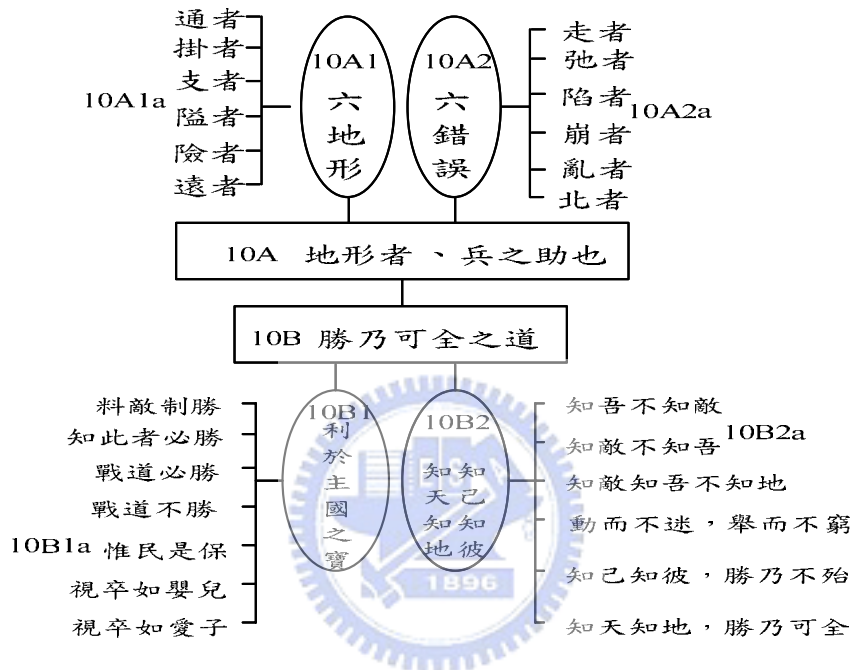 通者
掛者
支者
隘者
險者
遠者
10A1a
10A1
六地形
10A2
六錯誤
走者
弛者
陷者
崩者
亂者
北者
10A2a
10A 地形者、兵之助也
10B 勝乃可全之道
料敵制勝
知此者必勝
戰道必勝
戰道不勝
10B1a 惟民是保
視卒如嬰兒
視卒如愛子
10B1
利於主國之寶
10B2
知己知彼
知天知地
知吾不知敵
知敵不知吾
10B2a
知敵知吾不知地
動而不迷，舉而不窮
知己知彼，勝乃不殆
知天知地，勝乃可全
1896